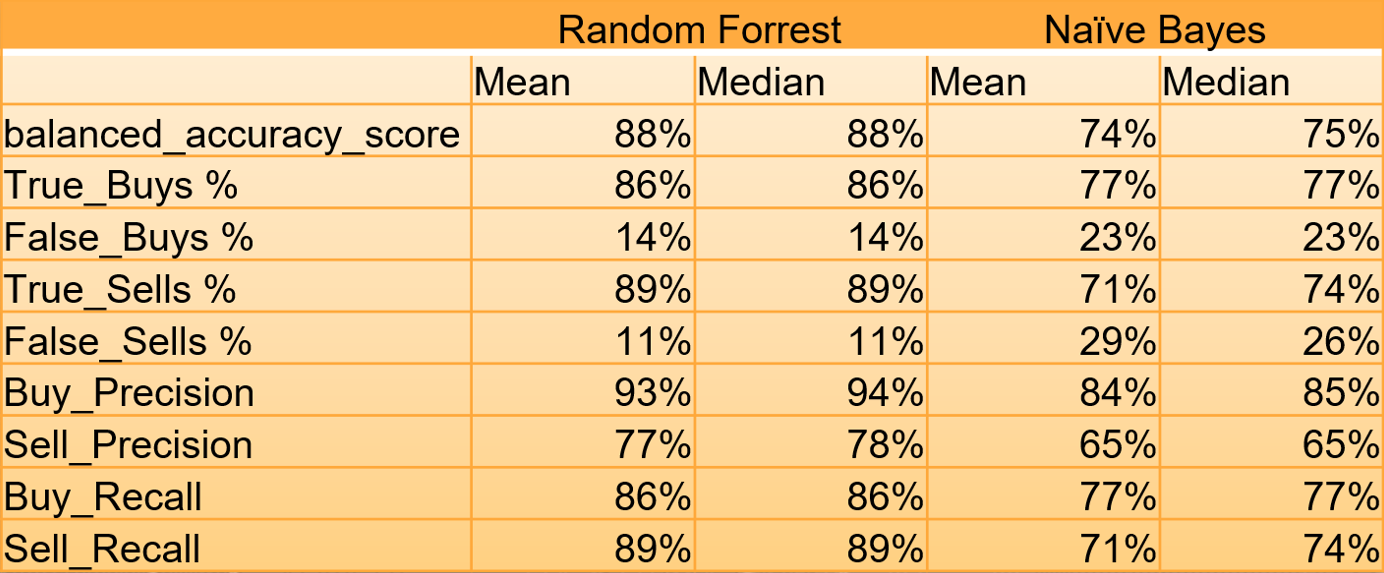 Random Forrest Naïve Bayes
Mean Median Mean Median
balanced_accuracy_score 88% 88% 74% 75%
True_Buys % 86% 86% 77% 77%
False_Buys % 14% 14% 23% 23%
True_Sells % 89% 89% 71% 74%
False_Sells % 11% 11% 29% 26%
Buy_Precision 93% 94% 84% 85%
Sell_Precision 77% 78% 65% 65%
Buy_Recall 86% 86% 77% 77%
Sell_Recall 89% 89% 71% 74%